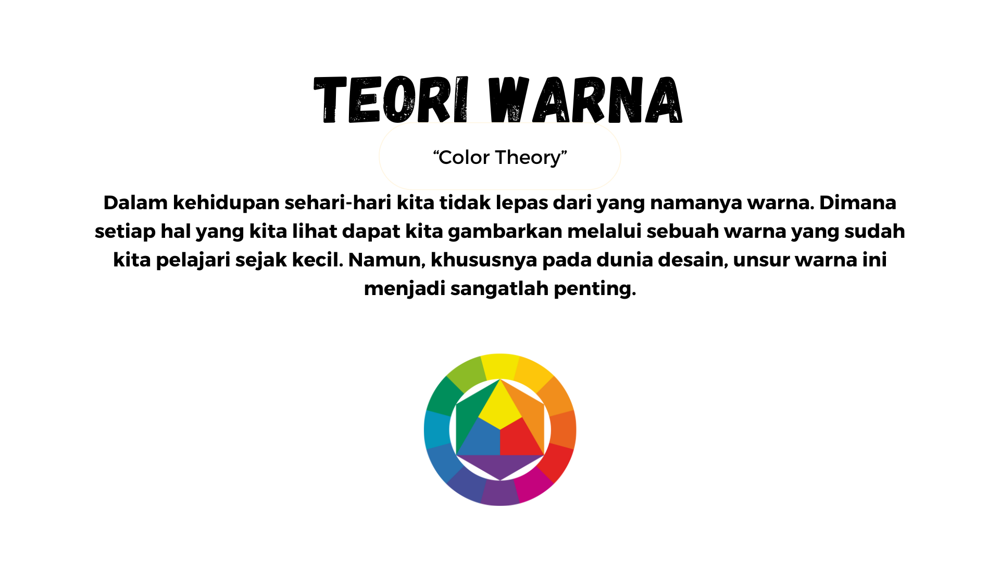 TEORI WARNA
“Color Theory”
Dalam kehidupan sehari-hari kita tidak lepas dari yang namanya warna. Dimana
setiap hal yang kita lihat dapat kita gambarkan melalui sebuah warna yang sudah
kita pelajari sejak kecil. Namun, khususnya pada dunia desain, unsur warna ini
menjadi sangatlah penting.